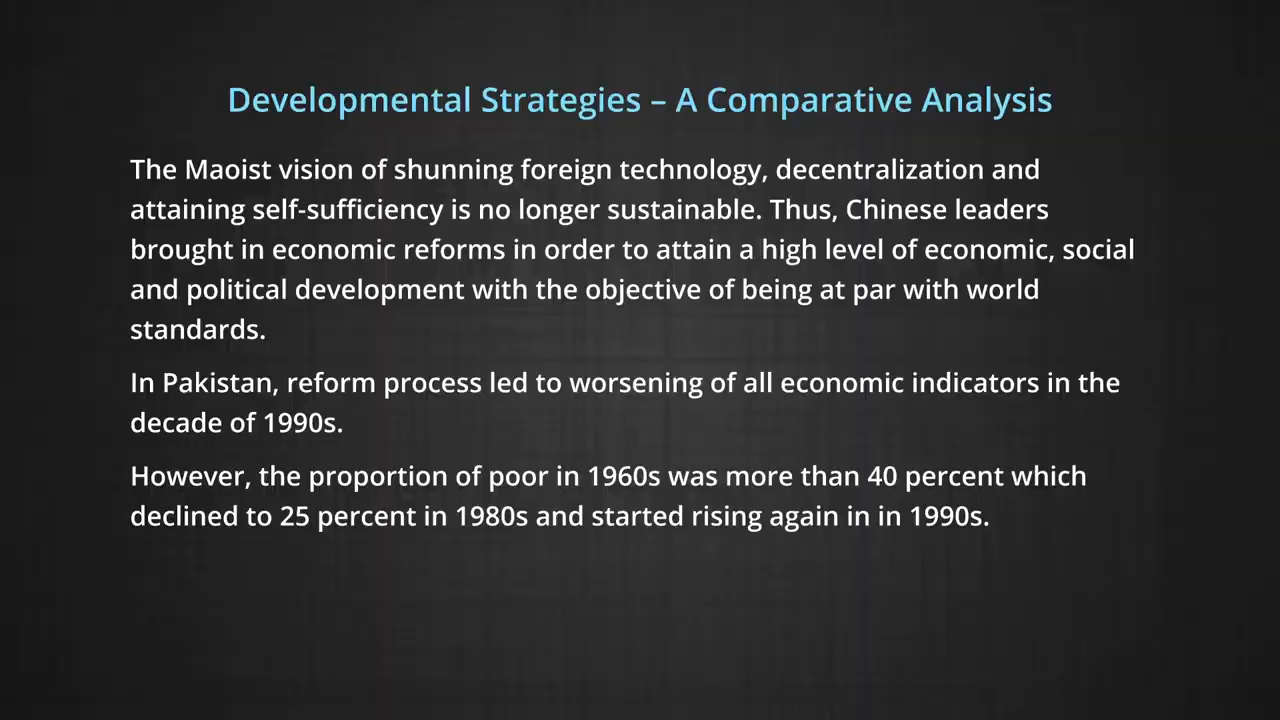 Developmental Strategies – A Comparative Analysis
The Maoist vision of shunning foreign technology, decentralization and
attaining self-sufficiency is no longer sustainable. Thus, Chinese leaders
brought in economic reforms in order to attain a high level of economic, social
and political development with the objective of being at par with world
standards.
In Pakistan, reform process led to worsening of all economic indicators in the
decade of 1990s.
However, the proportion of poor in 1960s was more than 40 percent which
declined to 25 percent in 1980s and started rising again in in 1990s.